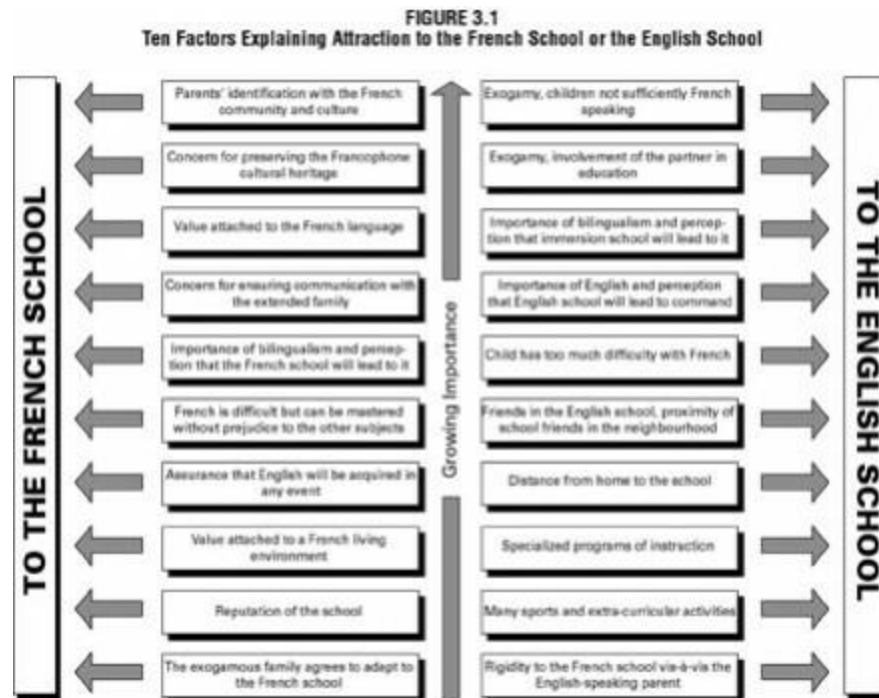 FIGURE 3.1
Ten Factors Explaining Attraction to the French School or the English School
TO THE FRENCH SCHOOL
Parents' identification with the French
community and culture
Concern for preserving the Francophone
cultural heritage
Value attached to the French language
Concern for ensuring communication with
the extended family
Importance of bilingualism and percep-
tion that the French school will lead to it
French is difficult but can be mastered
without prejudice to the other subjects
Assurance that English will be acquired in
any event
Value attached to a French living
environment
Reputation of the school
The exogamous family agrees to adapt to
the French school
Growing Importance
Exogamy, children not sufficiently French
speaking
Exogamy, involvement of the partner in
education
Importance of bilingualism and percep-
tion that immersion school will lead to it
Importance of English and perception
that English school will lead to command
Child has too much difficulty with French
Friends in the English school, proximity of
school friends in the neighbourhood
Distance from home to the school
Specialized programs of instruction
Many sports and extra-curricular activities
Rigidity to the French school vis-à-vis the
English-speaking parent
TO THE ENGLISH SCHOOL